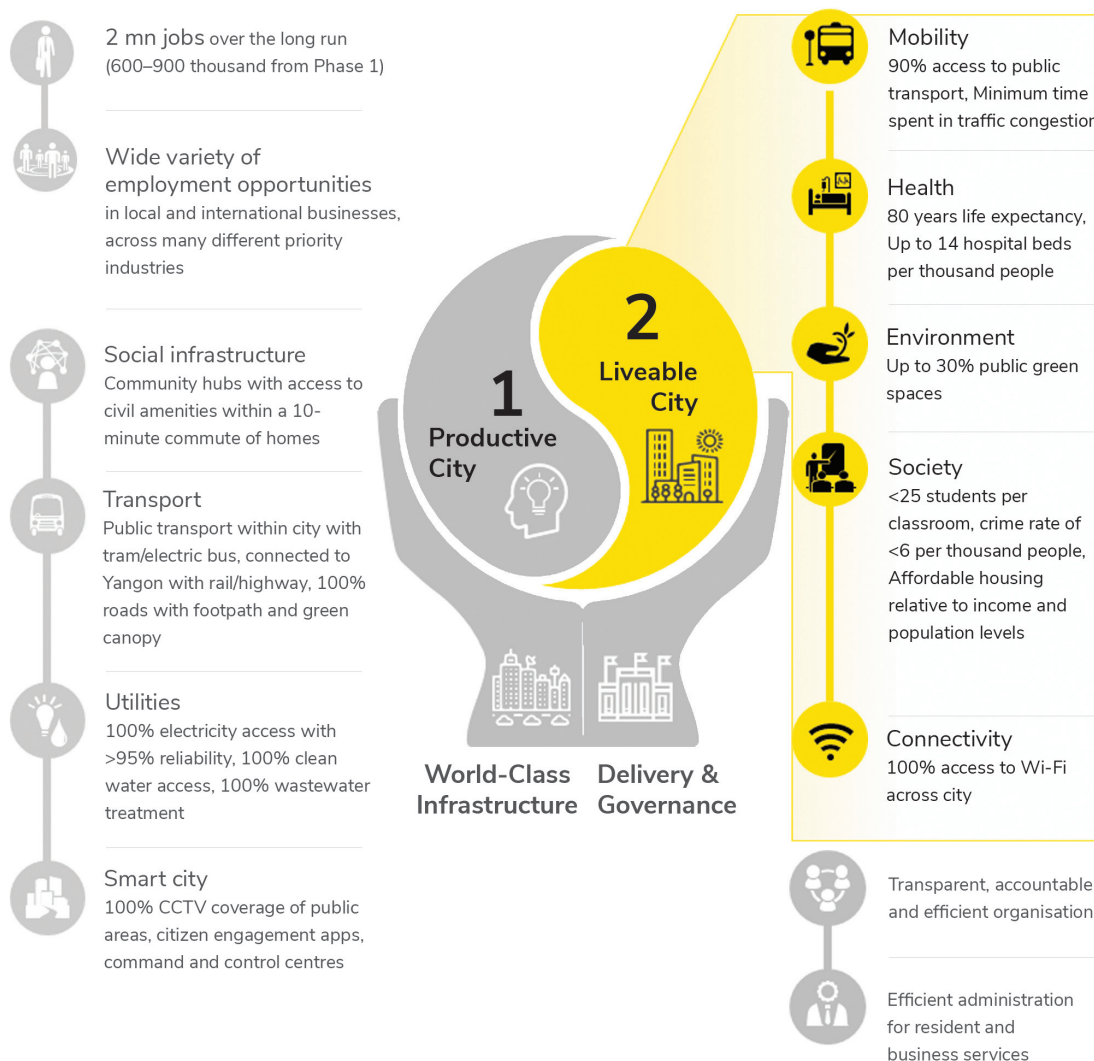 2 mn jobs over the long run
(600–900 thousand from Phase 1)
Wide variety of
employment opportunities
in local and international businesses,
across many different priority
industries
Social infrastructure
Community hubs with access to
civil amenities within a 10-
minute commute of homes
Transport
Public transport within city with
tram/electric bus, connected to
Yangon with rail/highway, 100%
roads with footpath and green
canopy
Utilities
100% electricity access with
>95% reliability, 100% clean
water access, 100% wastewater
treatment
Smart city
100% CCTV coverage of public
areas, citizen engagement apps,
command and control centres
1
Productive
City
2
Liveable
City
World-Class
Infrastructure
Delivery &
Governance
Mobility
90% access to public
transport, Minimum time
spent in traffic congestion
Health
80 years life expectancy,
Up to 14 hospital beds
per thousand people
Environment
Up to 30% public green
spaces
Society
<25 students per
classroom, crime rate of
<6 per thousand people,
Affordable housing
relative to income and
population levels
Connectivity
100% access to Wi-Fi
across city
Transparent, accountable
and efficient organisation
Efficient administration
for resident and
business services